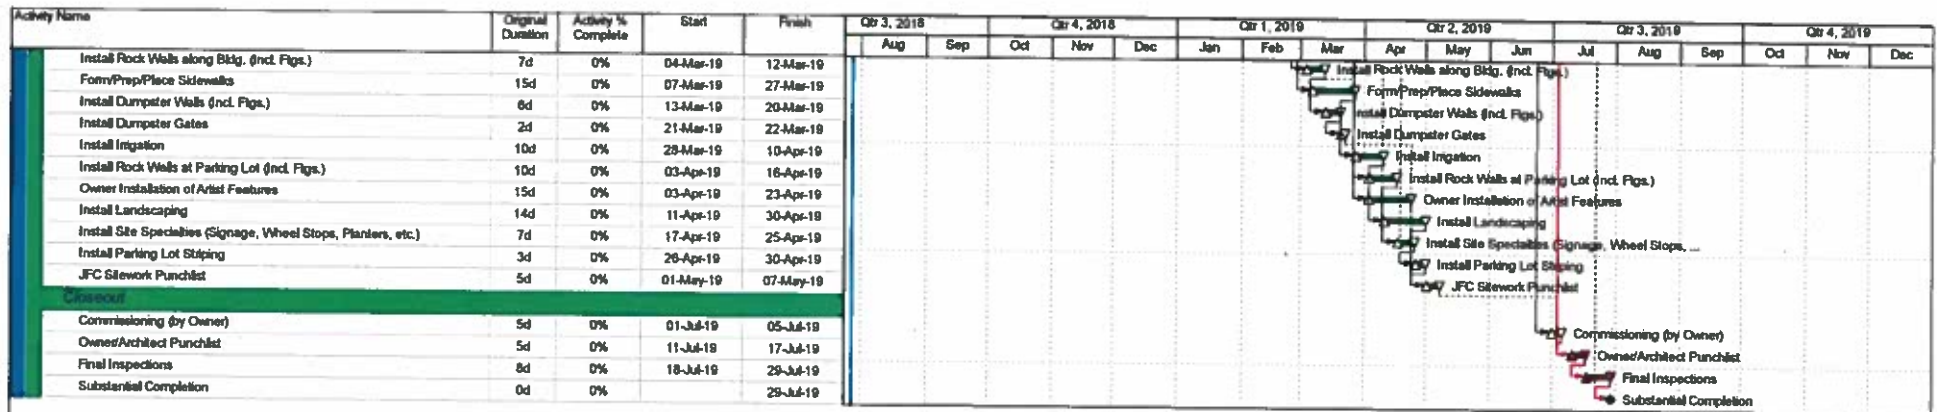 Activity Name Original Duration Activity % Complete Start Finish Qtr 3, 2018 Qtr 4, 2018 Qtr 1, 2019 Qtr 2, 2019 Qtr 3, 2019 Qtr 4, 2019
Aug Sep Oct Nov Dec Jan Feb Mar Apr May Jun Jul Aug Sep Oct Nov Dec
Install Rock Walls along Bldg. (Incl. Ftgs.) 7d 0% 04-Mar-19 12-Mar-19 Install Rock Walls along Bldg. (Incl. Ftgs.)
Form/Prep/Place Sidewalks 15d 0% 07-Mar-19 27-Mar-19 Form/Prep/Place Sidewalks
Install Dumpster Walls (Incl. Ftgs.) 6d 0% 13-Mar-19 20-Mar-19 Install Dumpster Walls (Incl. Ftgs.)
Install Dumpster Gates 2d 0% 21-Mar-19 22-Mar-19 Install Dumpster Gates
Install Irrigation 10d 0% 28-Mar-19 10-Apr-19 Install Irrigation
Install Rock Walls at Parking Lot (Incl. Ftgs.) 10d 0% 03-Apr-19 16-Apr-19 Install Rock Walls at Parking Lot (Incl. Ftgs.)
Owner Installation of Artist Features 15d 0% 03-Apr-19 23-Apr-19 Owner Installation of Artist Features
Install Landscaping 14d 0% 11-Apr-19 30-Apr-19 Install Landscaping
Install Site Specialties (Signage, Wheel Stops, Planters, etc.) 7d 0% 17-Apr-19 25-Apr-19 Install Site Specialties (Signage, Wheel Stops, ...
Install Parking Lot Striping 3d 0% 26-Apr-19 30-Apr-19 Install Parking Lot Striping
JFC Sitework Punchlist 5d 0% 01-May-19 07-May-19 JFC Sitework Punchlist
Closeout
Commissioning (by Owner) 5d 0% 01-Jul-19 05-Jul-19 Commissioning (by Owner)
Owner/Architect Punchlist 5d 0% 11-Jul-19 17-Jul-19 Owner/Architect Punchlist
Final Inspections 8d 0% 18-Jul-19 29-Jul-19 Final Inspections
Substantial Completion 0d 0% 29-Jul-19 Substantial Completion